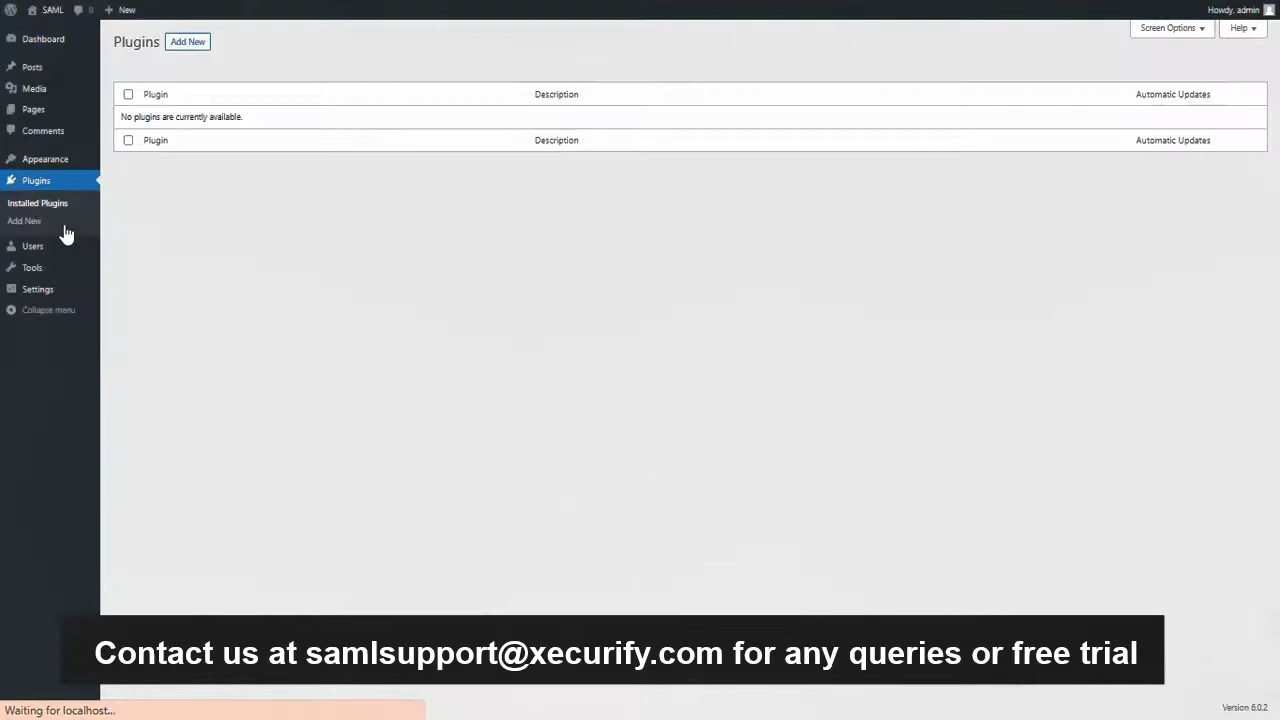 SAML 0 New
Howdy, admin
Screen Options Help
Dashboard
Posts
Media
Pages
Comments
Appearance
Plugins
Installed Plugins
Add New
Users
Tools
Settings
Collapse menu
Plugins Add New
Plugin Description Automatic Updates
No plugins are currently available.
Plugin Description Automatic Updates
Contact us at samlsupport@xecurify.com for any queries or free trial
Waiting for localhost...
Version 6.0.2